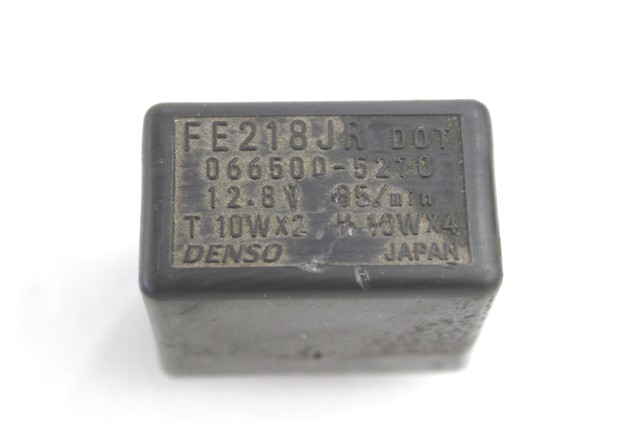 FE218JR DOT
066500-5270
12.8V 85/min
T 10WX2 H 10WX4
DENSO JAPAN